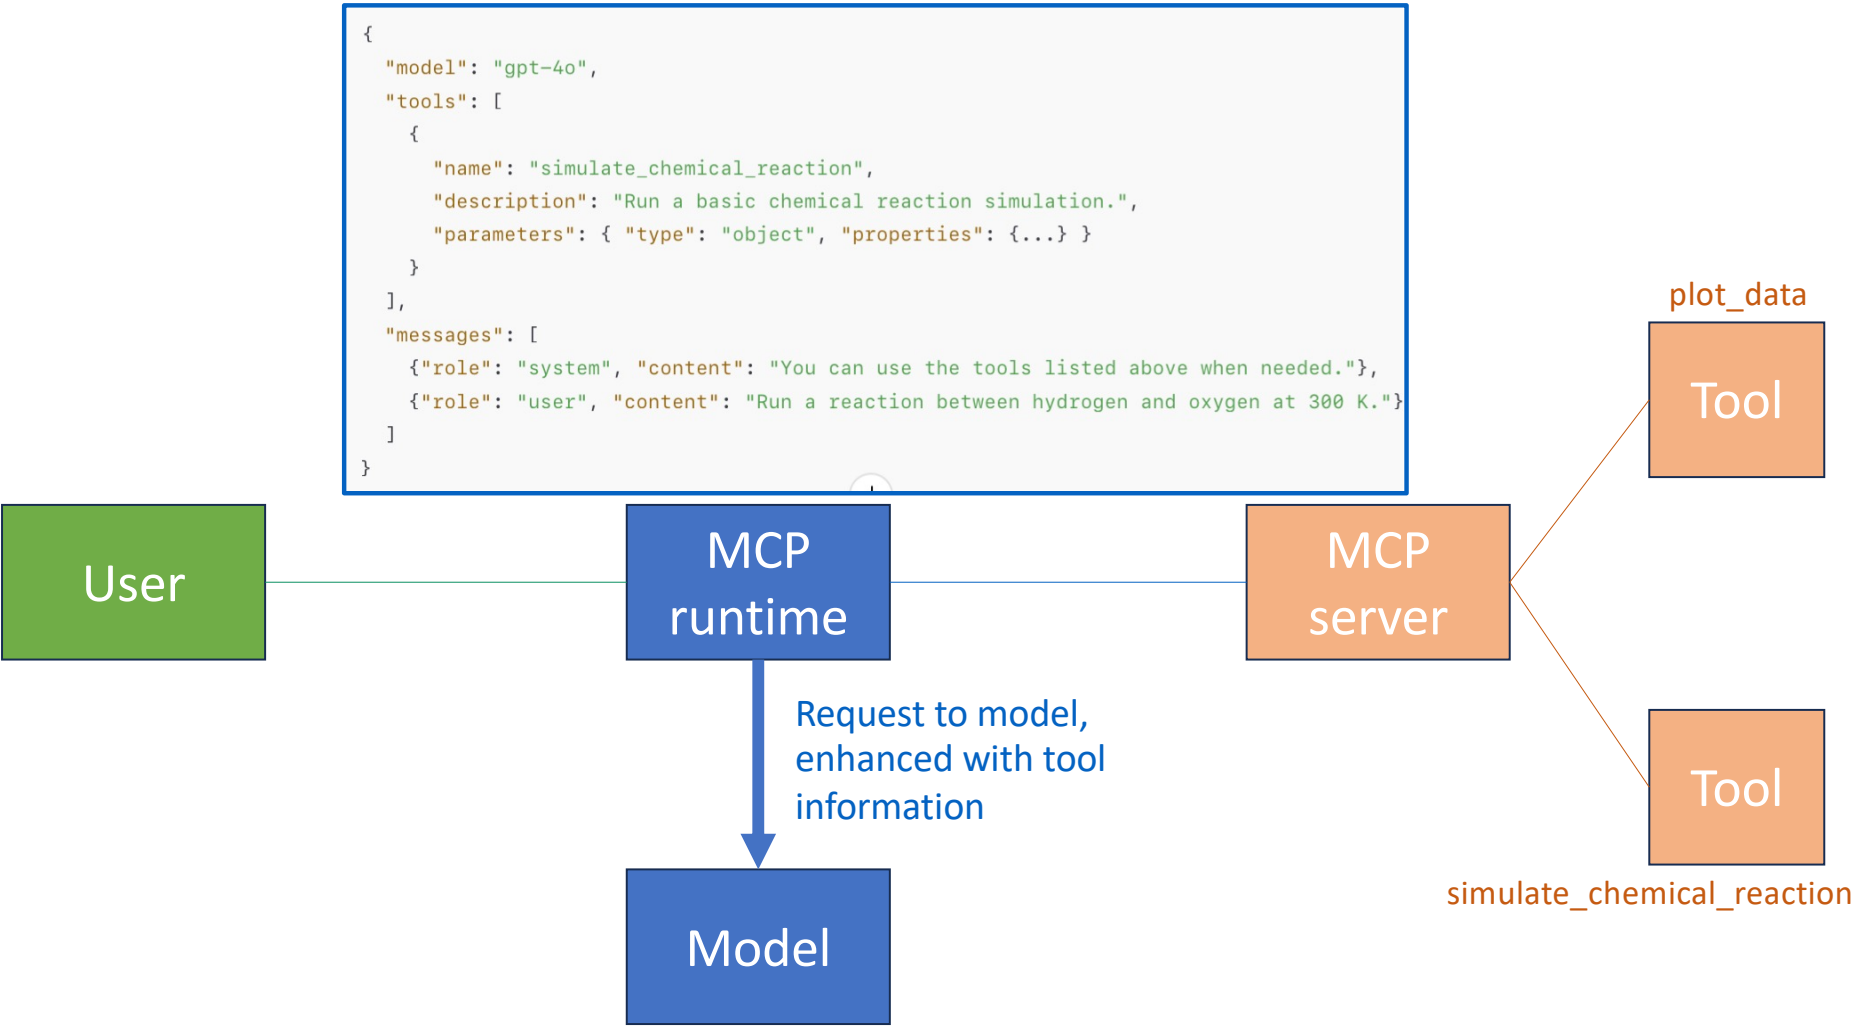 {
"model": "gpt-4o",
"tools": [
{
"name": "simulate_chemical_reaction",
"description": "Run a basic chemical reaction simulation.",
"parameters": { "type": "object", "properties": {...} }
}
],
"messages": [
{"role": "system", "content": "You can use the tools listed above when needed."},
{"role": "user", "content": "Run a reaction between hydrogen and oxygen at 300 K."}
]
}
plot_data
Tool
User
MCP
runtime
MCP
server
Request to model,
enhanced with tool
information
Tool
simulate_chemical_reaction
Model